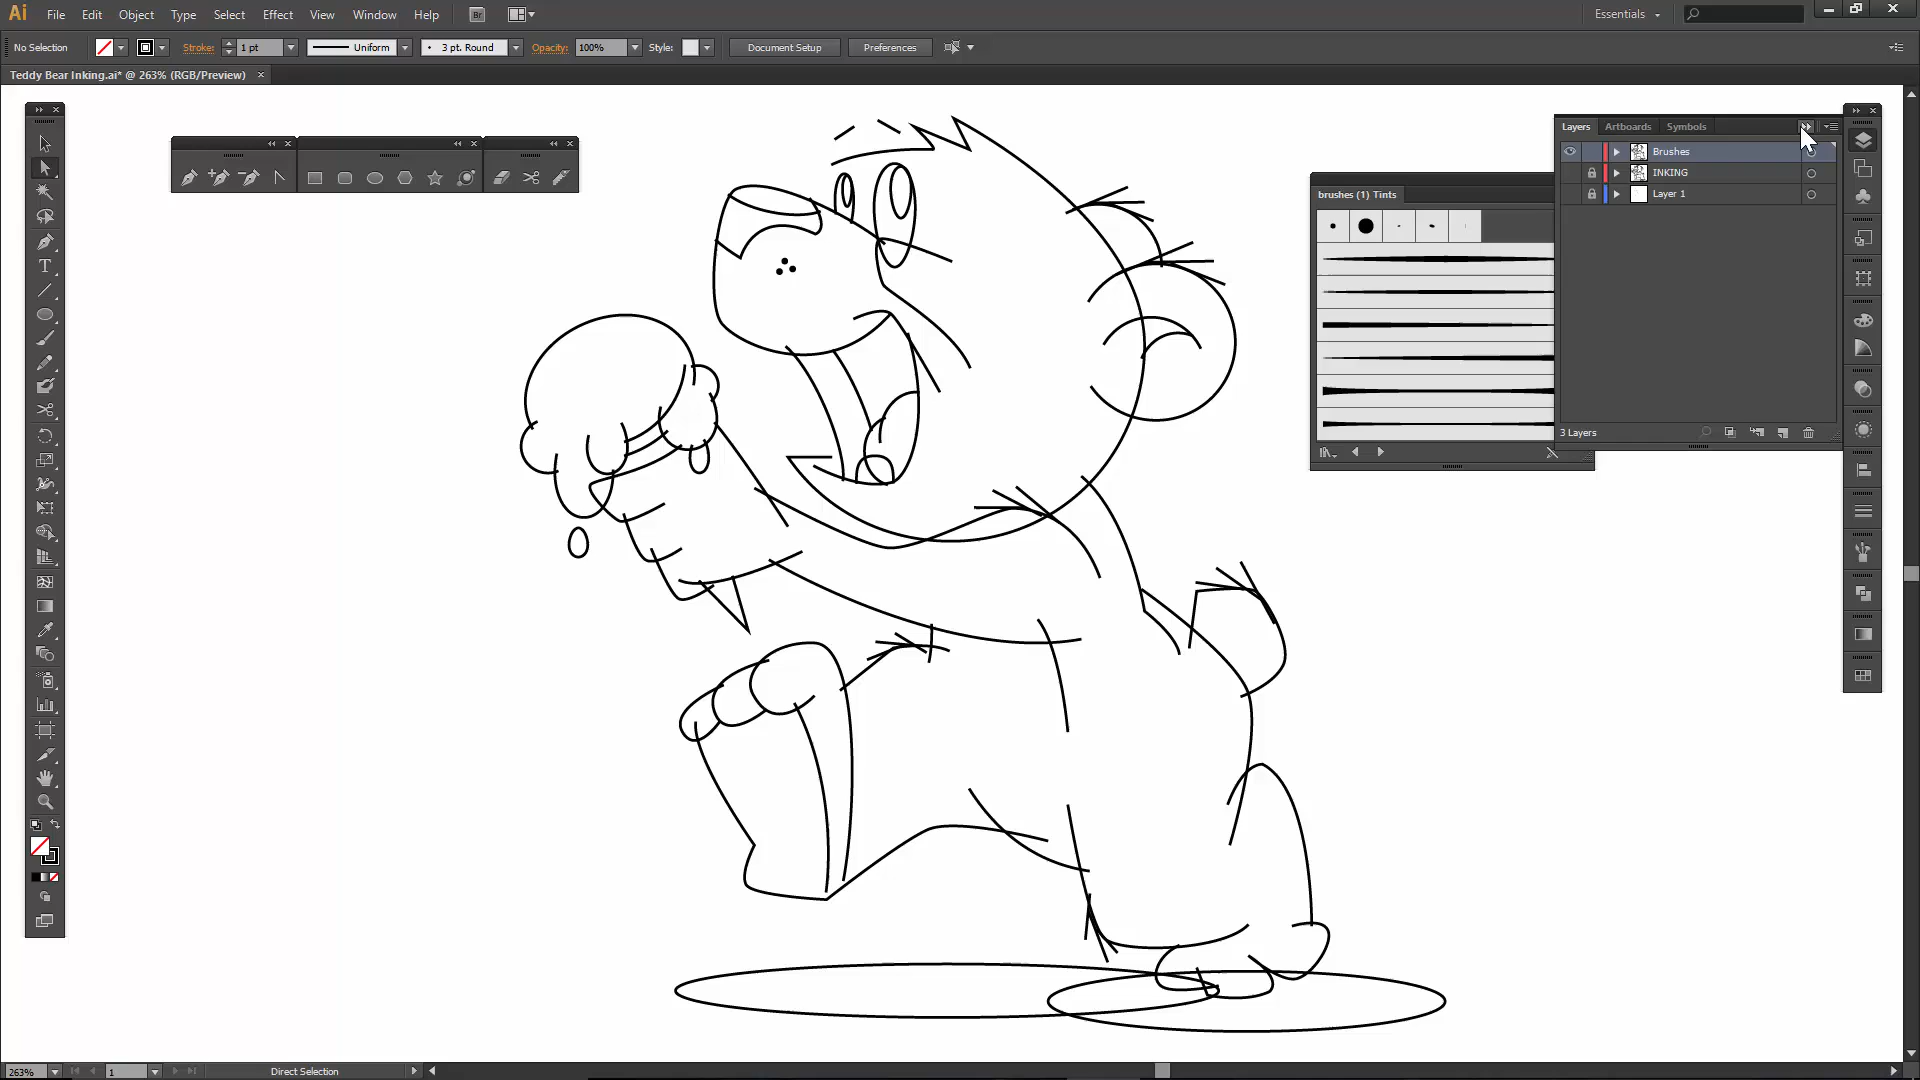 Ai File Edit Object Type Select Effect View Window Help Br Essentials
No Selection Stroke: 1 pt Uniform 3 pt. Round Opacity: 100% Style: Document Setup Preferences
Teddy Bear Inking.ai* @ 263% (RGB/Preview)
Layers Artboards Symbols
Brushes
INKING
Layer 1
3 Layers
brushes (1) Tints
T
263% 1 Direct Selection